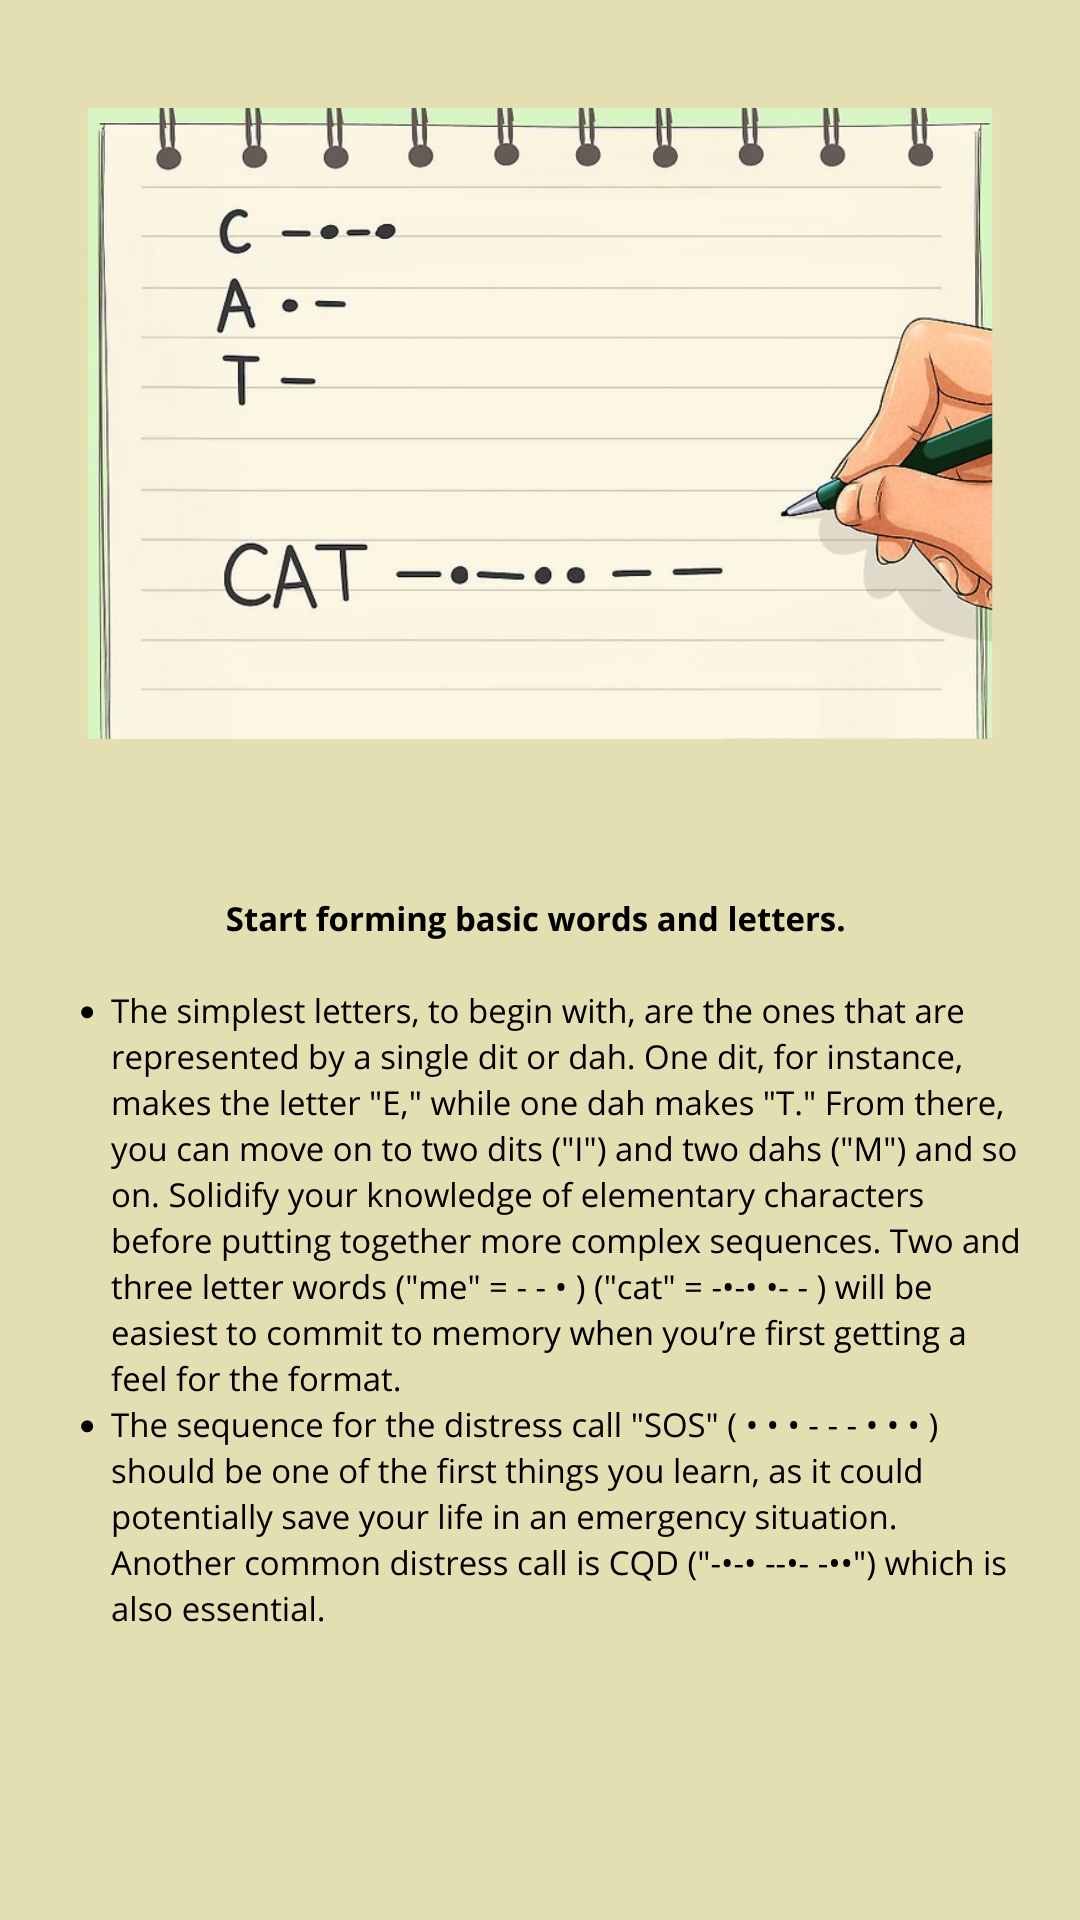 C –•–•
A • –
T –
CAT –•–•• – –
Start forming basic words and letters.
• The simplest letters, to begin with, are the ones that are
represented by a single dit or dah. One dit, for instance,
makes the letter "E," while one dah makes "T." From there,
you can move on to two dits ("I") and two dahs ("M") and so
on. Solidify your knowledge of elementary characters
before putting together more complex sequences. Two and
three letter words ("me" = - - • ) ("cat" = -•-• •- - ) will be
easiest to commit to memory when you’re first getting a
feel for the format.
• The sequence for the distress call "SOS" ( • • • - - - • • • )
should be one of the first things you learn, as it could
potentially save your life in an emergency situation.
Another common distress call is CQD ("-•-• --•- -••") which is
also essential.